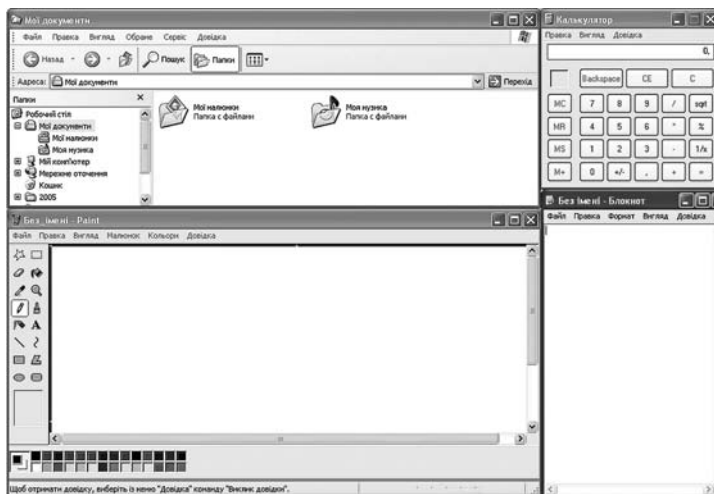 Мої документи
Файл Правка Вигляд Обране Сервіс Довідка
Назад Пошук Папки
Адреса: Мої документи Перехід
Папки
Робочий стіл
Мої документи
Мої малюнки
Моя музика
Мій комп'ютер
Мережне оточення
Кошик
2005
Мої малюнки
Папка с файлами
Моя музика
Папка с файлами
Калькулятор
Правка Вигляд Довідка
0,
Backspace CE C
MC 7 8 9 / sqrt
MR 4 5 6 * %
MS 1 2 3 - 1/x
M+ 0 +/- , + =
Без_імені - Paint
Файл Правка Вигляд Малюнок Кольори Довідка
A
Щоб отримати довідку, виберіть із меню "Довідка" команду "Виклик довідки".
Без імені - Блокнот
Файл Правка Формат Вигляд Довідка